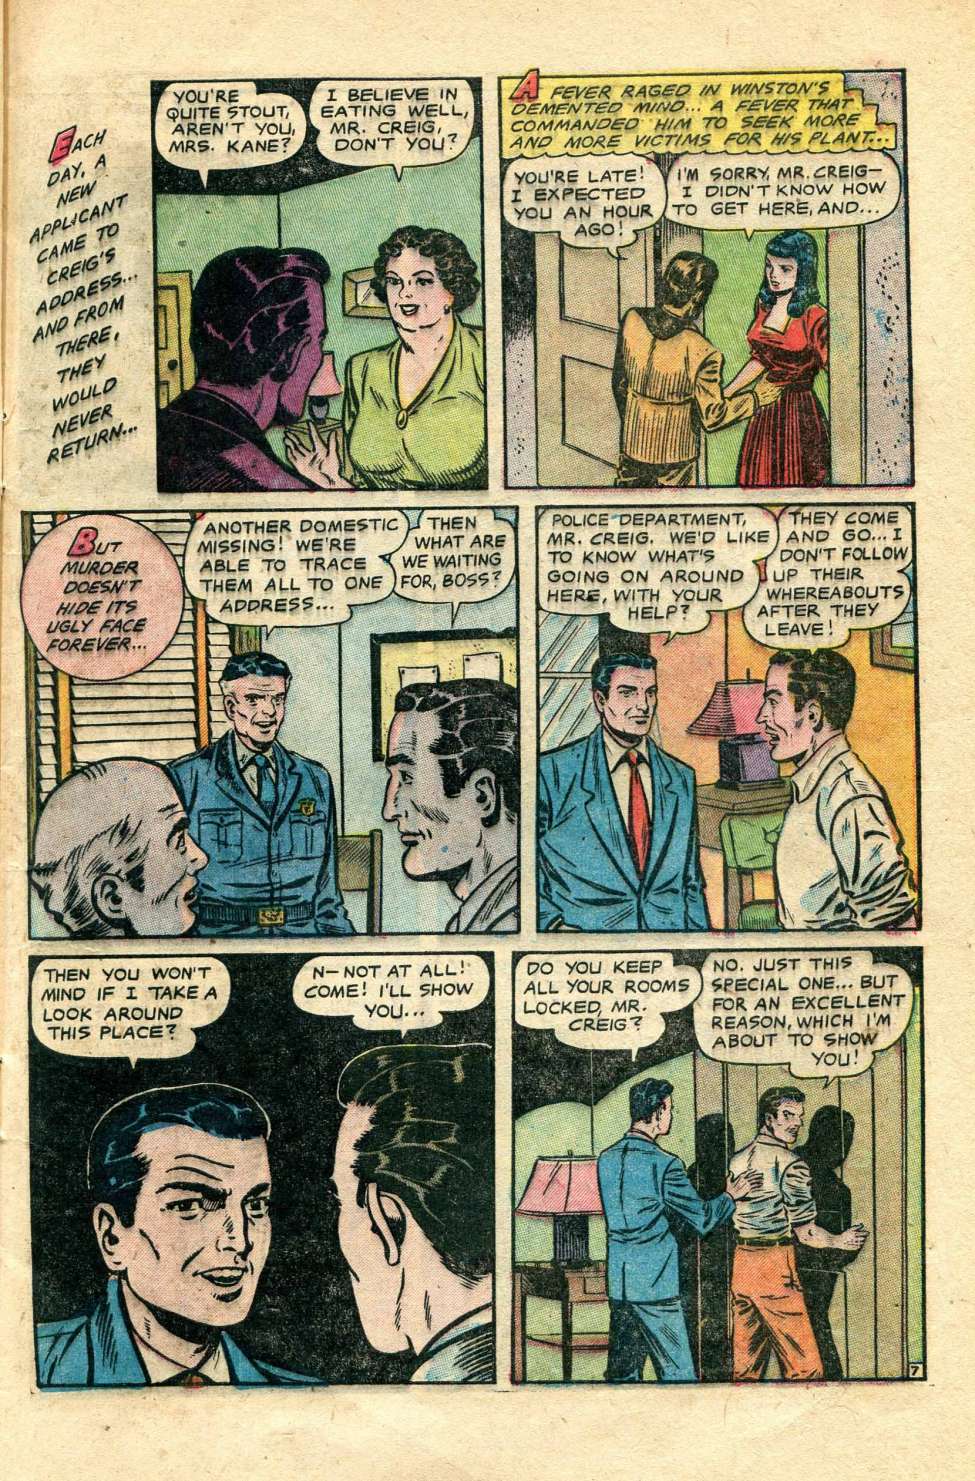 EACH
DAY, A
NEW
APPLICANT
CAME TO
CREIG'S
ADDRESS...
AND FROM
THERE,
THEY
WOULD
NEVER
RETURN...
YOU'RE
QUITE STOUT,
AREN'T YOU,
MRS. KANE?
I BELIEVE IN
EATING WELL,
MR. CREIG,
DON'T YOU?
A FEVER RAGED IN WINSTON'S
DEMENTED MIND... A FEVER THAT
COMMANDED HIM TO SEEK MORE
AND MORE VICTIMS FOR HIS PLANT...
YOU'RE LATE!
I EXPECTED
YOU AN HOUR
AGO!
I'M SORRY, MR. CREIG—
I DIDN'T KNOW HOW
TO GET HERE, AND...
BUT
MURDER
DOESN'T
HIDE ITS
UGLY FACE
FOREVER...
ANOTHER DOMESTIC
MISSING! WE'RE
ABLE TO TRACE
THEM ALL TO ONE
ADDRESS...
THEN
WHAT ARE
WE WAITING
FOR, BOSS?
POLICE DEPARTMENT,
MR. CREIG. WE'D LIKE
TO KNOW WHAT'S
GOING ON AROUND
HERE, WITH YOUR
HELP?
THEY COME
AND GO... I
DON'T FOLLOW
UP THEIR
WHEREABOUTS
AFTER THEY
LEAVE!
THEN YOU WON'T
MIND IF I TAKE A
LOOK AROUND
THIS PLACE?
N—NOT AT ALL!
COME! I'LL SHOW
YOU...
DO YOU KEEP
ALL YOUR ROOMS
LOCKED, MR.
CREIG?
NO. JUST THIS
SPECIAL ONE... BUT
FOR AN EXCELLENT
REASON, WHICH I'M
ABOUT TO SHOW
YOU!
7